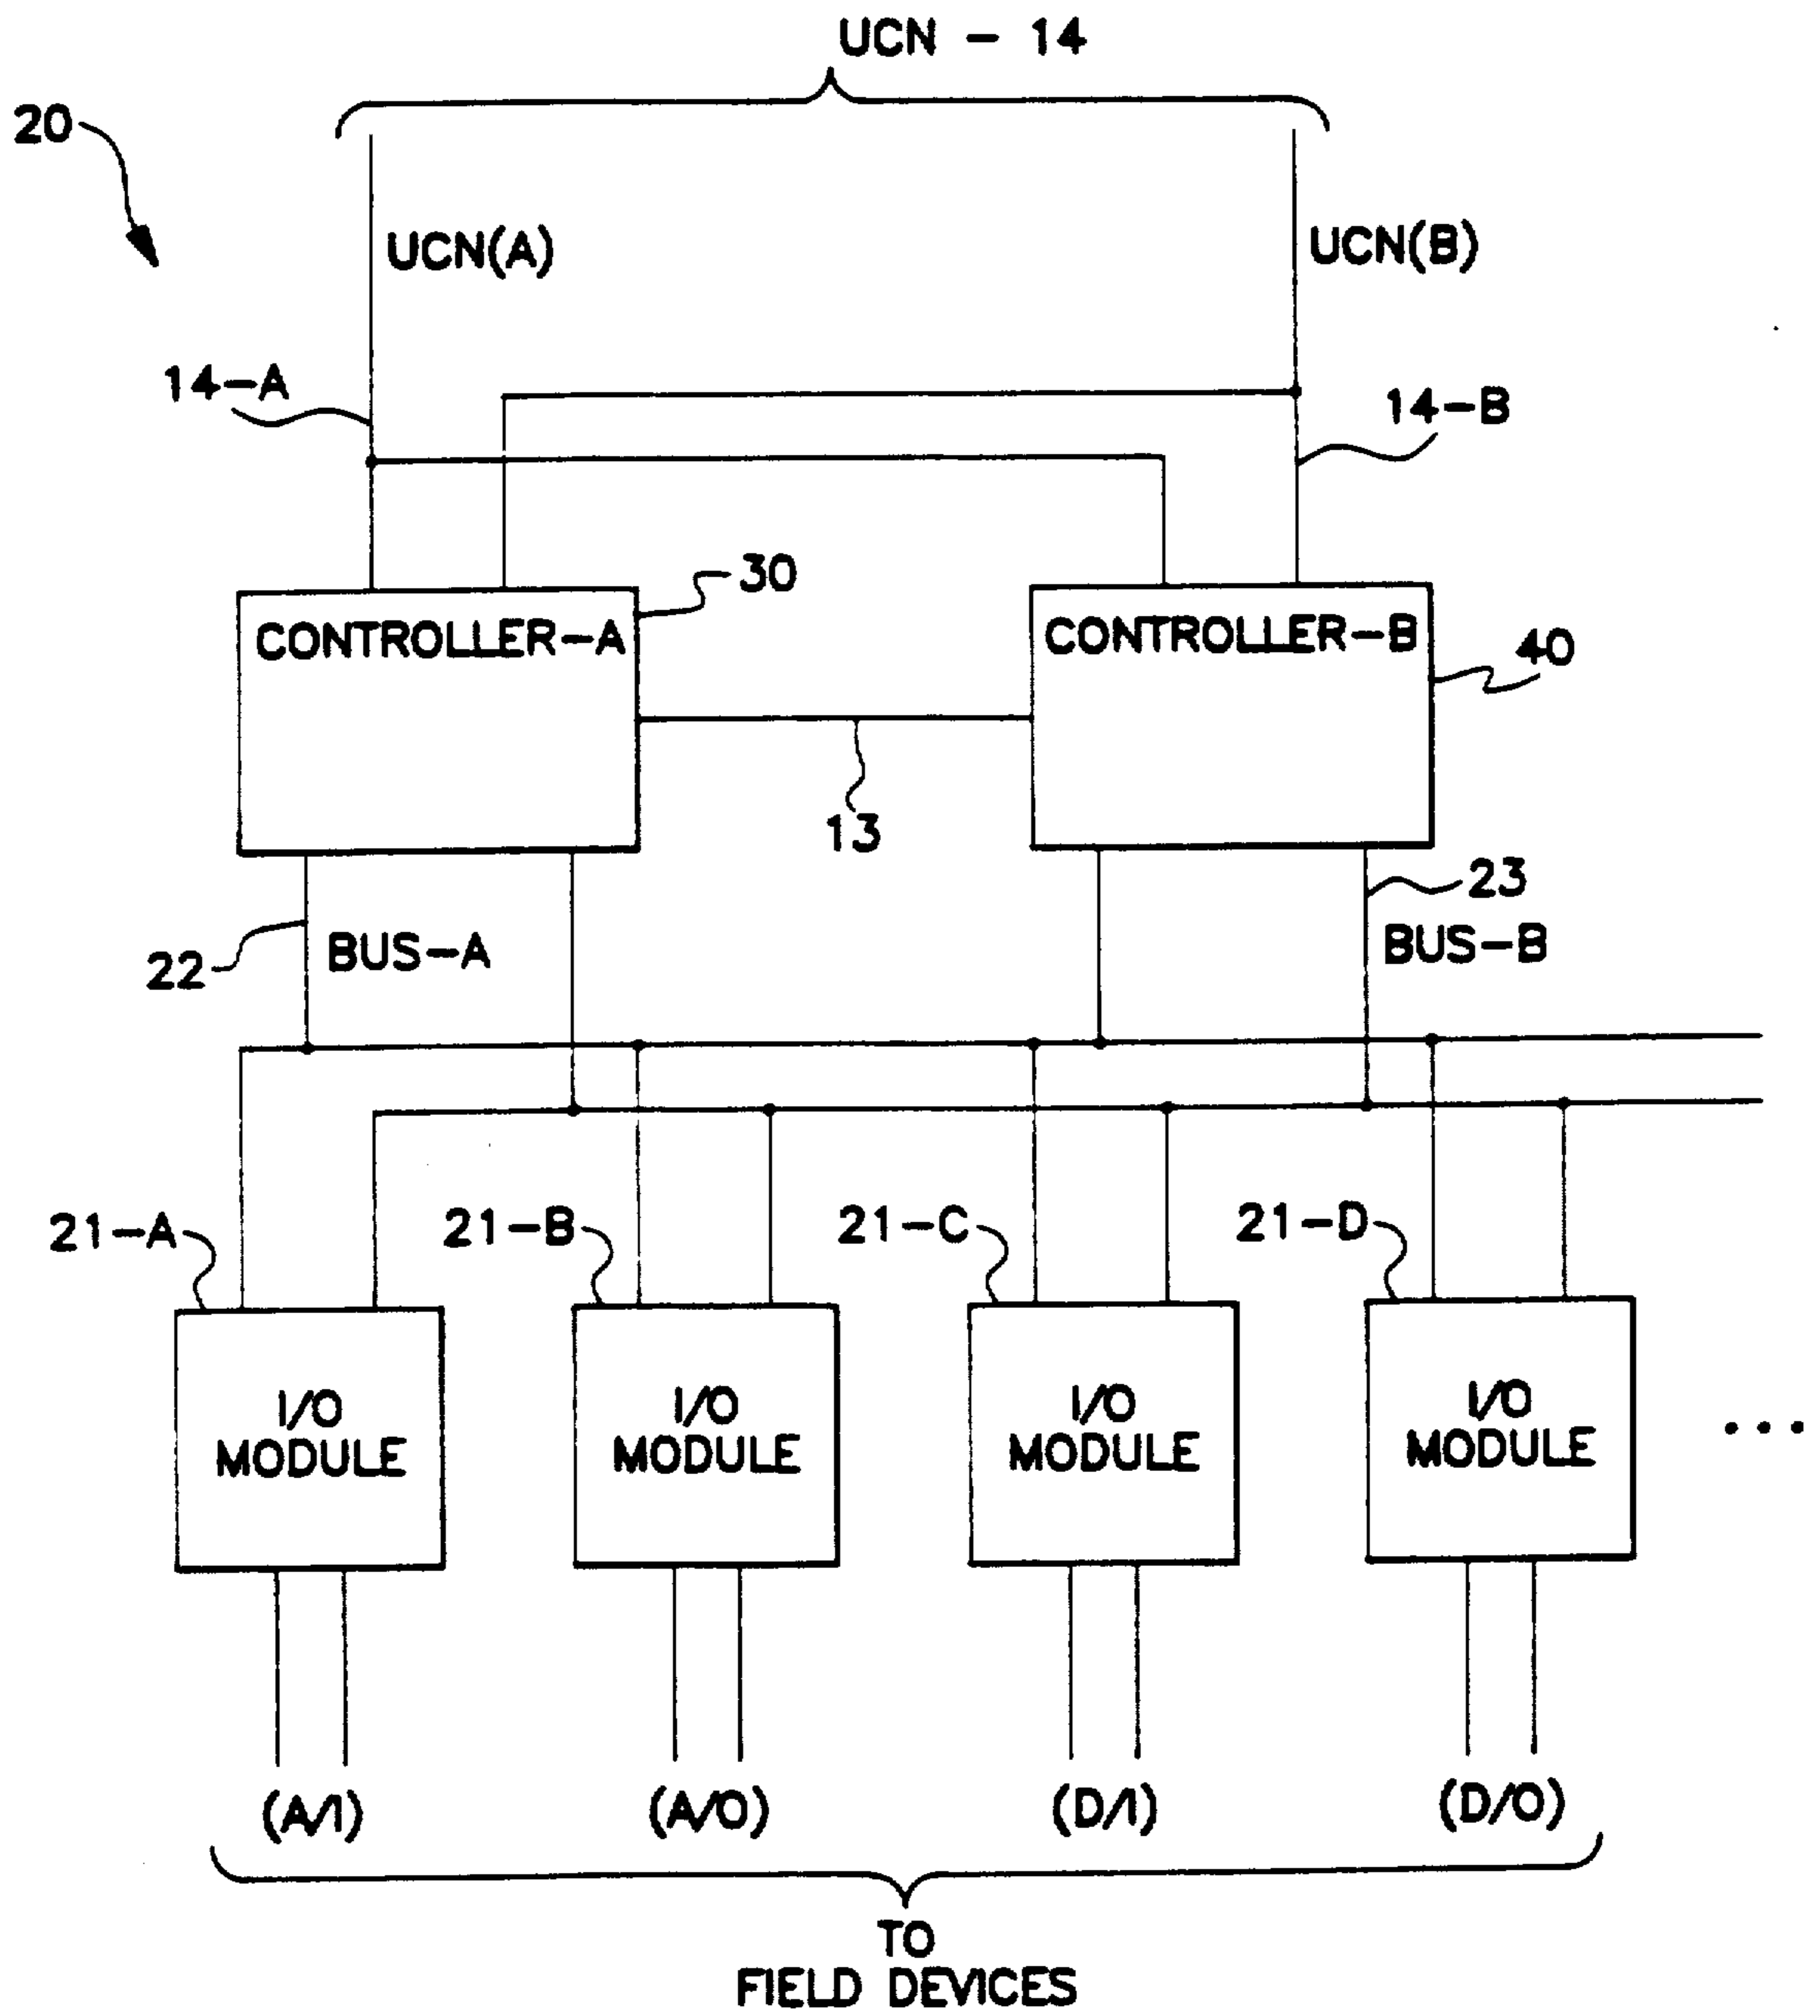 UCN - 14
20
UCN(A)
UCN(B)
14-A
14-B
30
CONTROLLER-A
CONTROLLER-B
40
13
23
22
BUS-A
BUS-B
21-A
21-B
21-C
21-D
I/O
MODULE
I/O
MODULE
I/O
MODULE
I/O
MODULE
...
(A/I)
(A/O)
(D/I)
(D/O)
TO
FIELD DEVICES